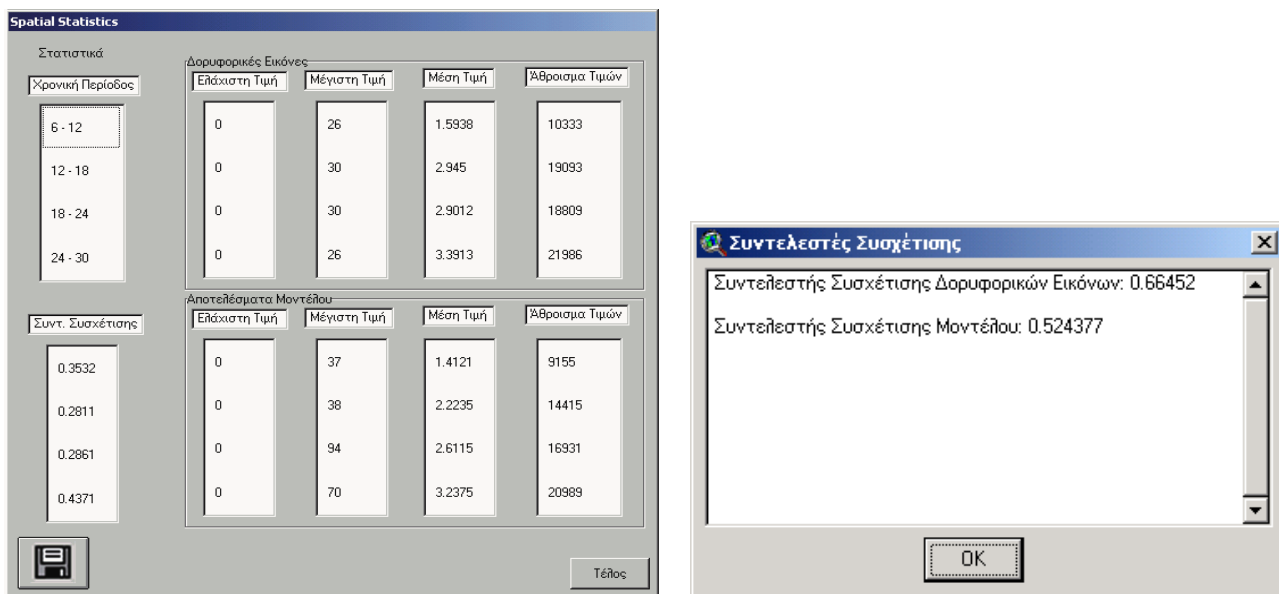 Spatial Statistics
Στατιστικά
Χρονική Περίοδος
6 - 12
12 - 18
18 - 24
24 - 30
Δορυφορικές Εικόνες
Ελάχιστη Τιμή Μέγιστη Τιμή Μέση Τιμή Άθροισμα Τιμών
0 26 1.5938 10333
0 30 2.945 19093
0 30 2.9012 18809
0 26 3.3913 21986
Συντ. Συσχέτισης
0.3532
0.2811
0.2861
0.4371
Αποτελέσματα Μοντέλου
Ελάχιστη Τιμή Μέγιστη Τιμή Μέση Τιμή Άθροισμα Τιμών
0 37 1.4121 9155
0 38 2.2235 14415
0 94 2.6115 16931
0 70 3.2375 20989
Τέλος
Συντελεστές Συσχέτισης
Συντελεστής Συσχέτισης Δορυφορικών Εικόνων: 0.66452
Συντελεστής Συσχέτισης Μοντέλου: 0.524377
OK